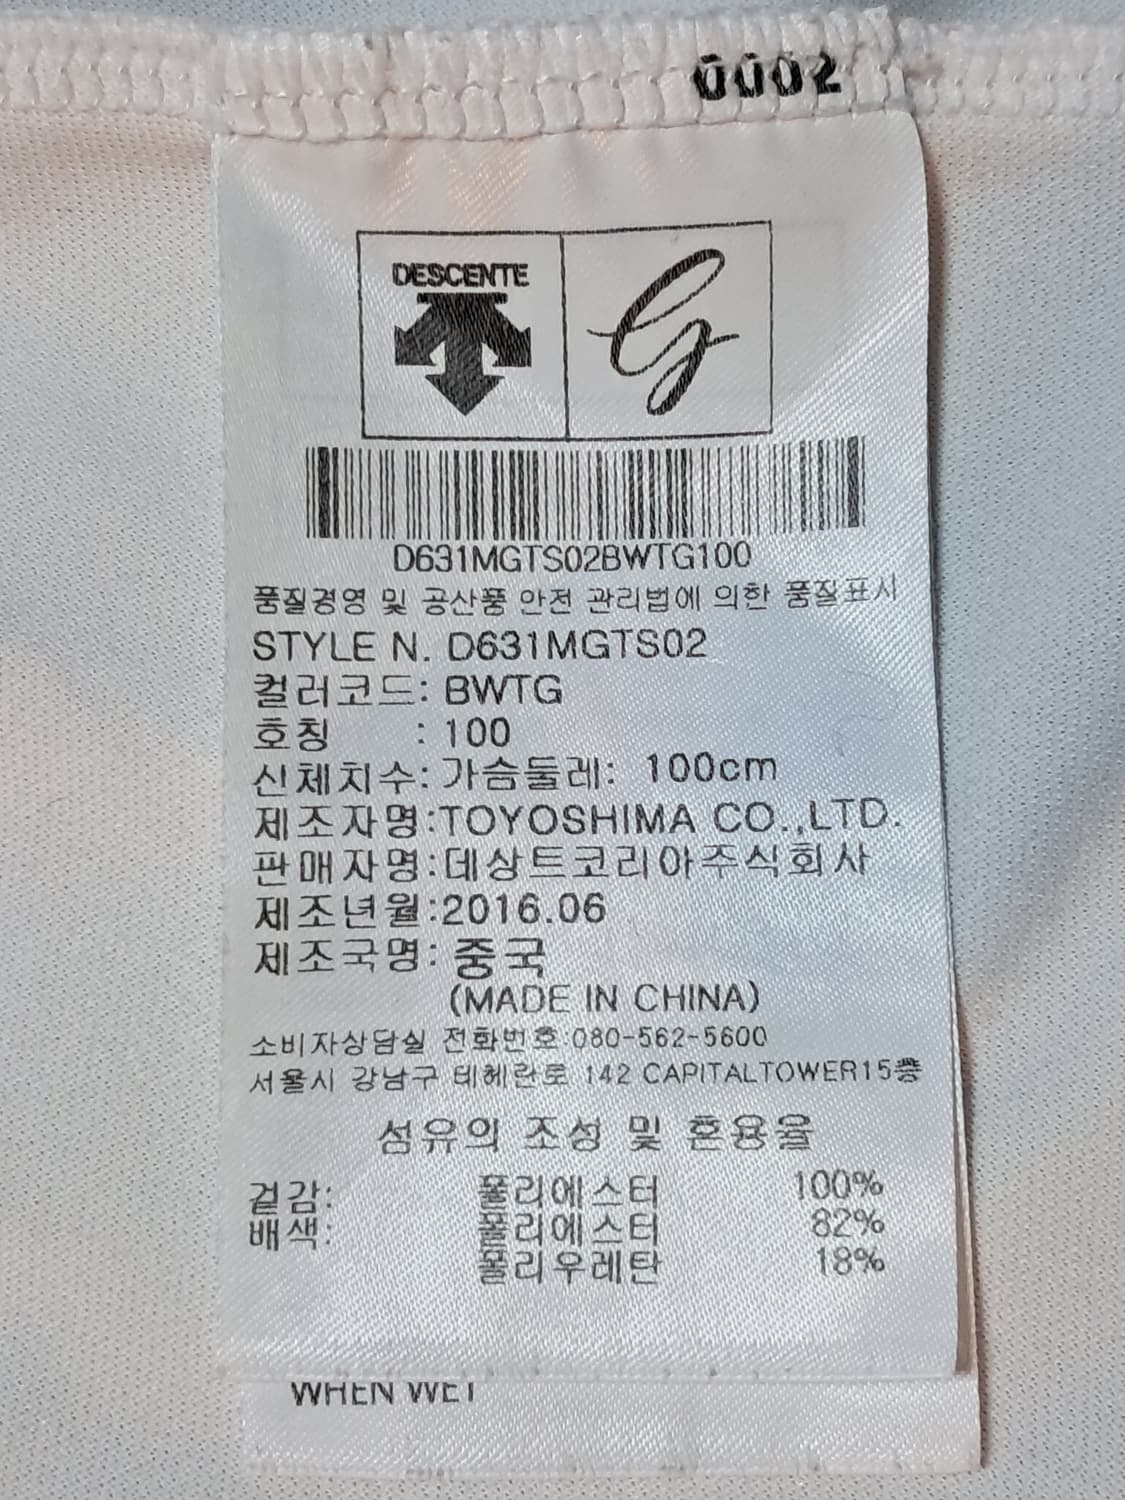 0002
DESCENTE
G
D631MGTS02BWTG100
품질경영 및 공산품 안전 관리법에 의한 품질표시
STYLE N. D631MGTS02
컬러코드: BWTG
호칭 : 100
신체치수: 가슴둘레: 100cm
제조자명:TOYOSHIMA CO.,LTD.
판매자명:데상트코리아주식회사
제조년월:2016.06
제조국명: 중국
(MADE IN CHINA)
소비자상담실 전화번호:080-562-5600
서울시 강남구 테헤란로 142 CAPITALTOWER15층
섬유의 조성 및 혼용율
겉감: 폴리에스터 100%
배색: 폴리에스터 82%
폴리우레탄 18%
WHEN WET